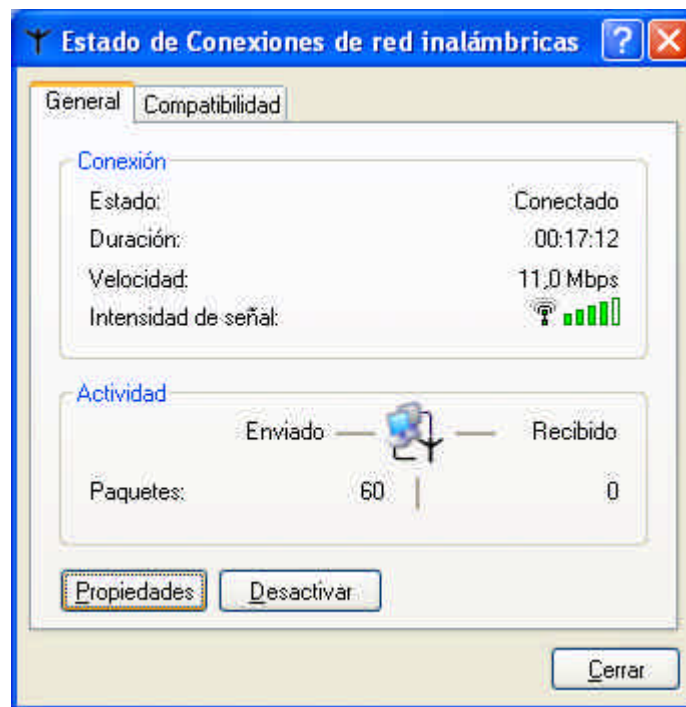 Estado de Conexiones de red inalámbricas
General Compatibilidad
Conexión
Estado: Conectado
Duración: 00:17:12
Velocidad: 11,0 Mbps
Intensidad de señal:
Actividad
Enviado Recibido
Paquetes: 60 0
Propiedades Desactivar
Cerrar